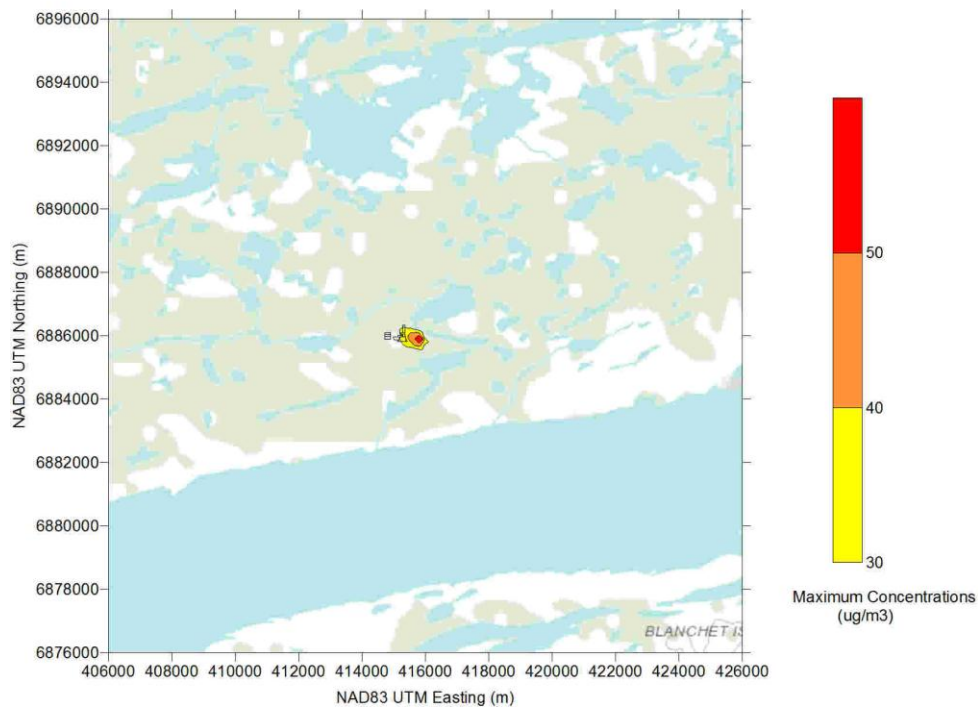 6896000
6894000
6892000
6890000
6888000
6886000
6884000
6882000
6880000
6878000
6876000
NAD83 UTM Northing (m)
406000 408000 410000 412000 414000 416000 418000 420000 422000 424000 426000
NAD83 UTM Easting (m)
BLANCHET IS
50
40
30
Maximum Concentrations
(ug/m3)